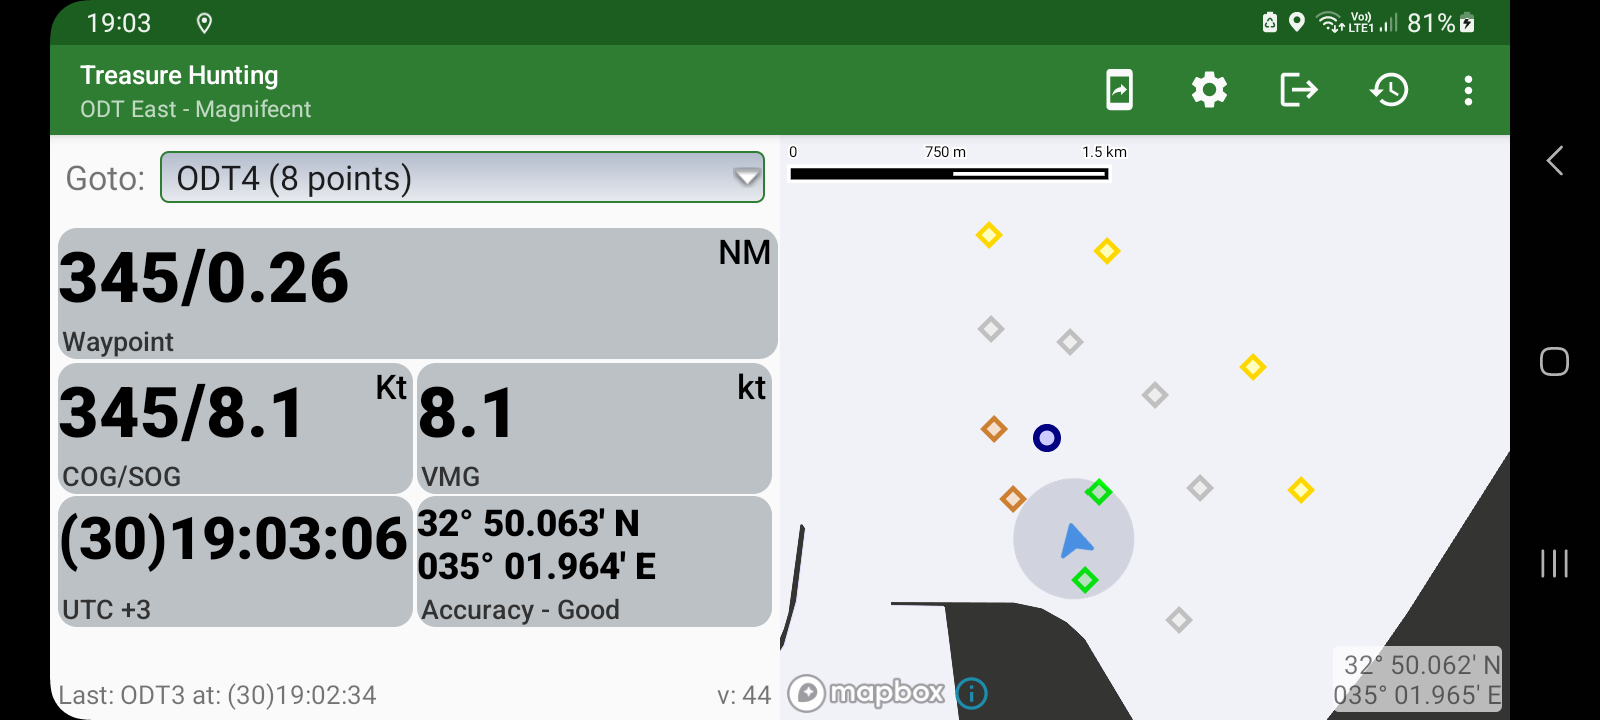 19:03
Vo)) LTE1 81%
Treasure Hunting
ODT East - Magnifecnt
Goto: ODT4 (8 points)
345/0.26 NM
Waypoint
345/8.1 Kt
COG/SOG
8.1 kt
VMG
(30)19:03:06
UTC +3
32° 50.063' N
035° 01.964' E
Accuracy - Good
Last: ODT3 at: (30)19:02:34
v: 44
0 750 m 1.5 km
mapbox
32° 50.062' N
035° 01.965' E